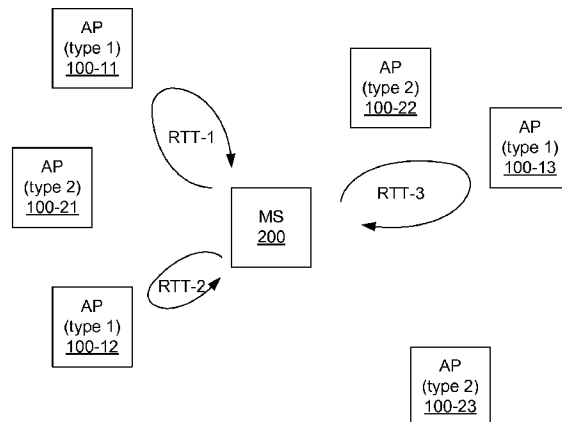 AP
(type 1)
100-11
AP
(type 2)
100-22
AP
(type 1)
100-13
RTT-1
AP
(type 2)
100-21
RTT-3
MS
200
RTT-2
AP
(type 1)
100-12
AP
(type 2)
100-23